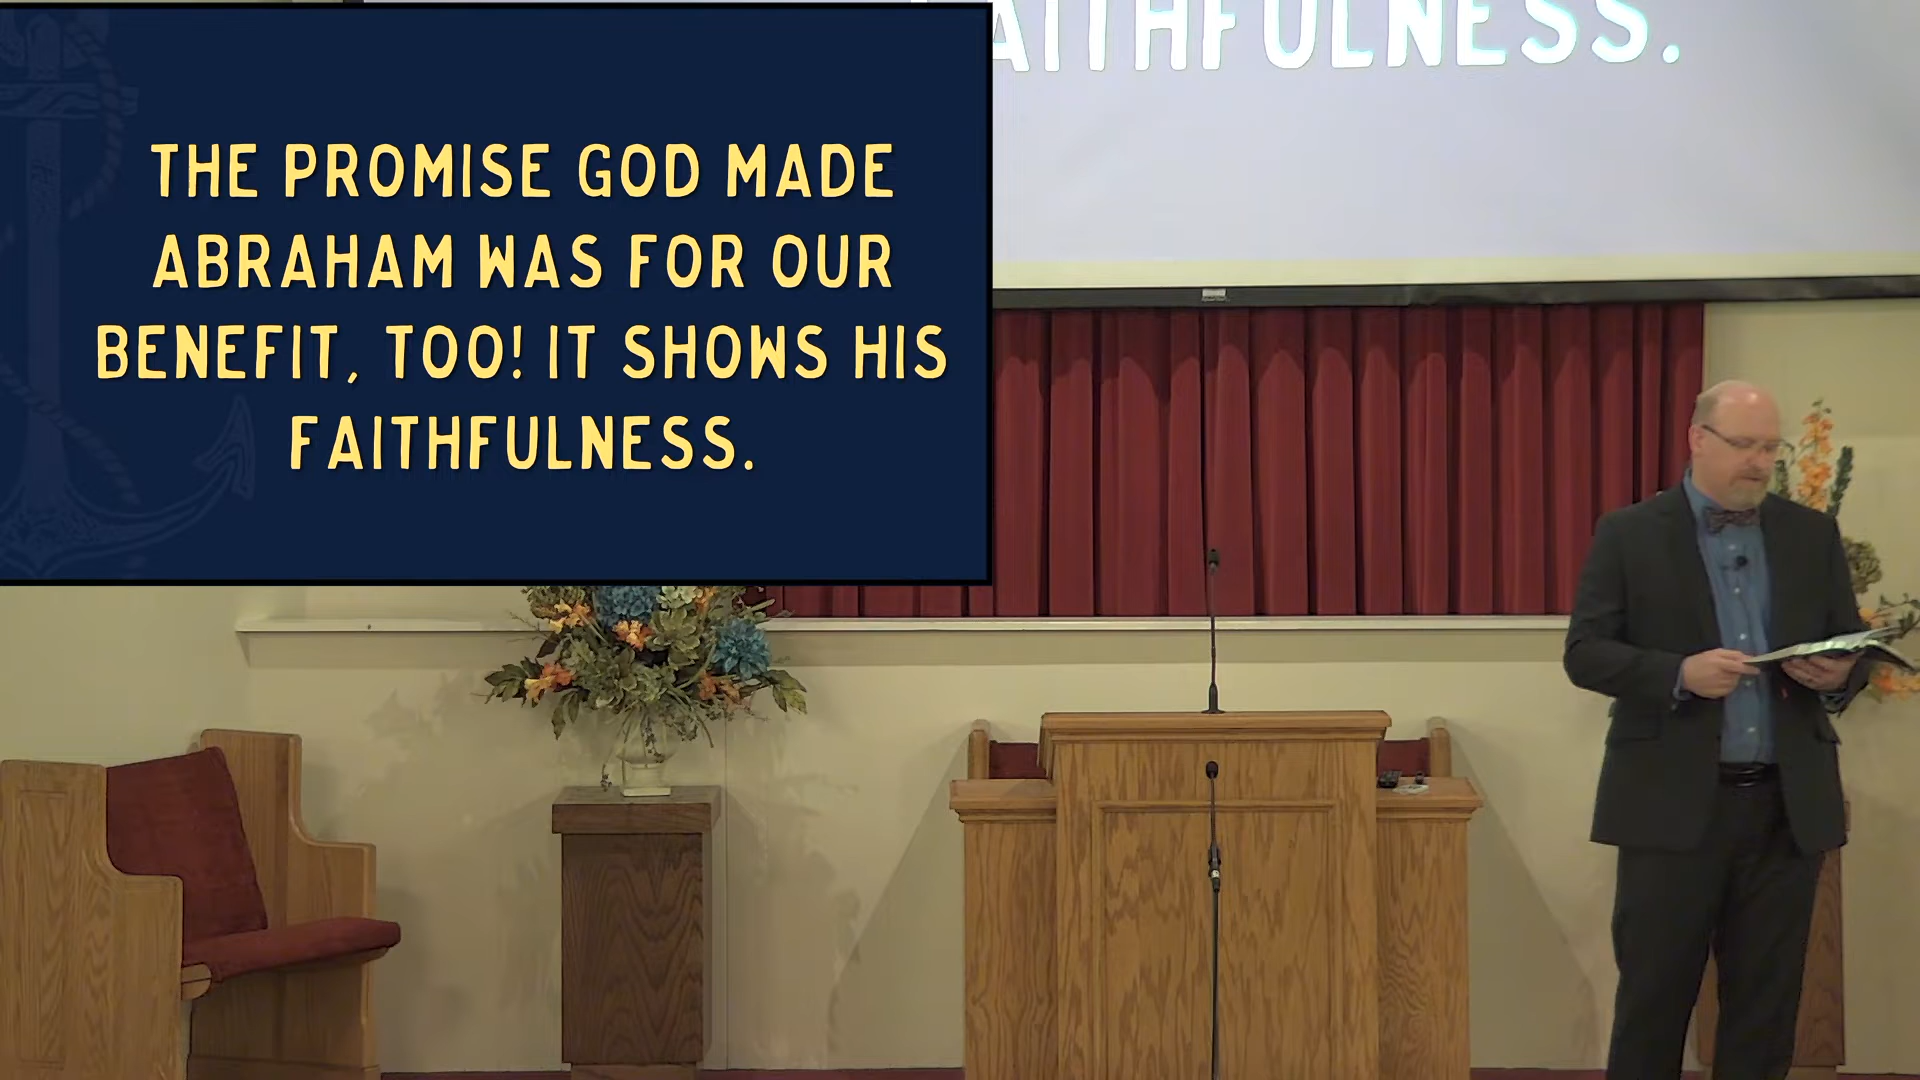 THE PROMISE GOD MADE
ABRAHAM WAS FOR OUR
BENEFIT, TOO! IT SHOWS HIS
FAITHFULNESS.
AITHFULNESS.